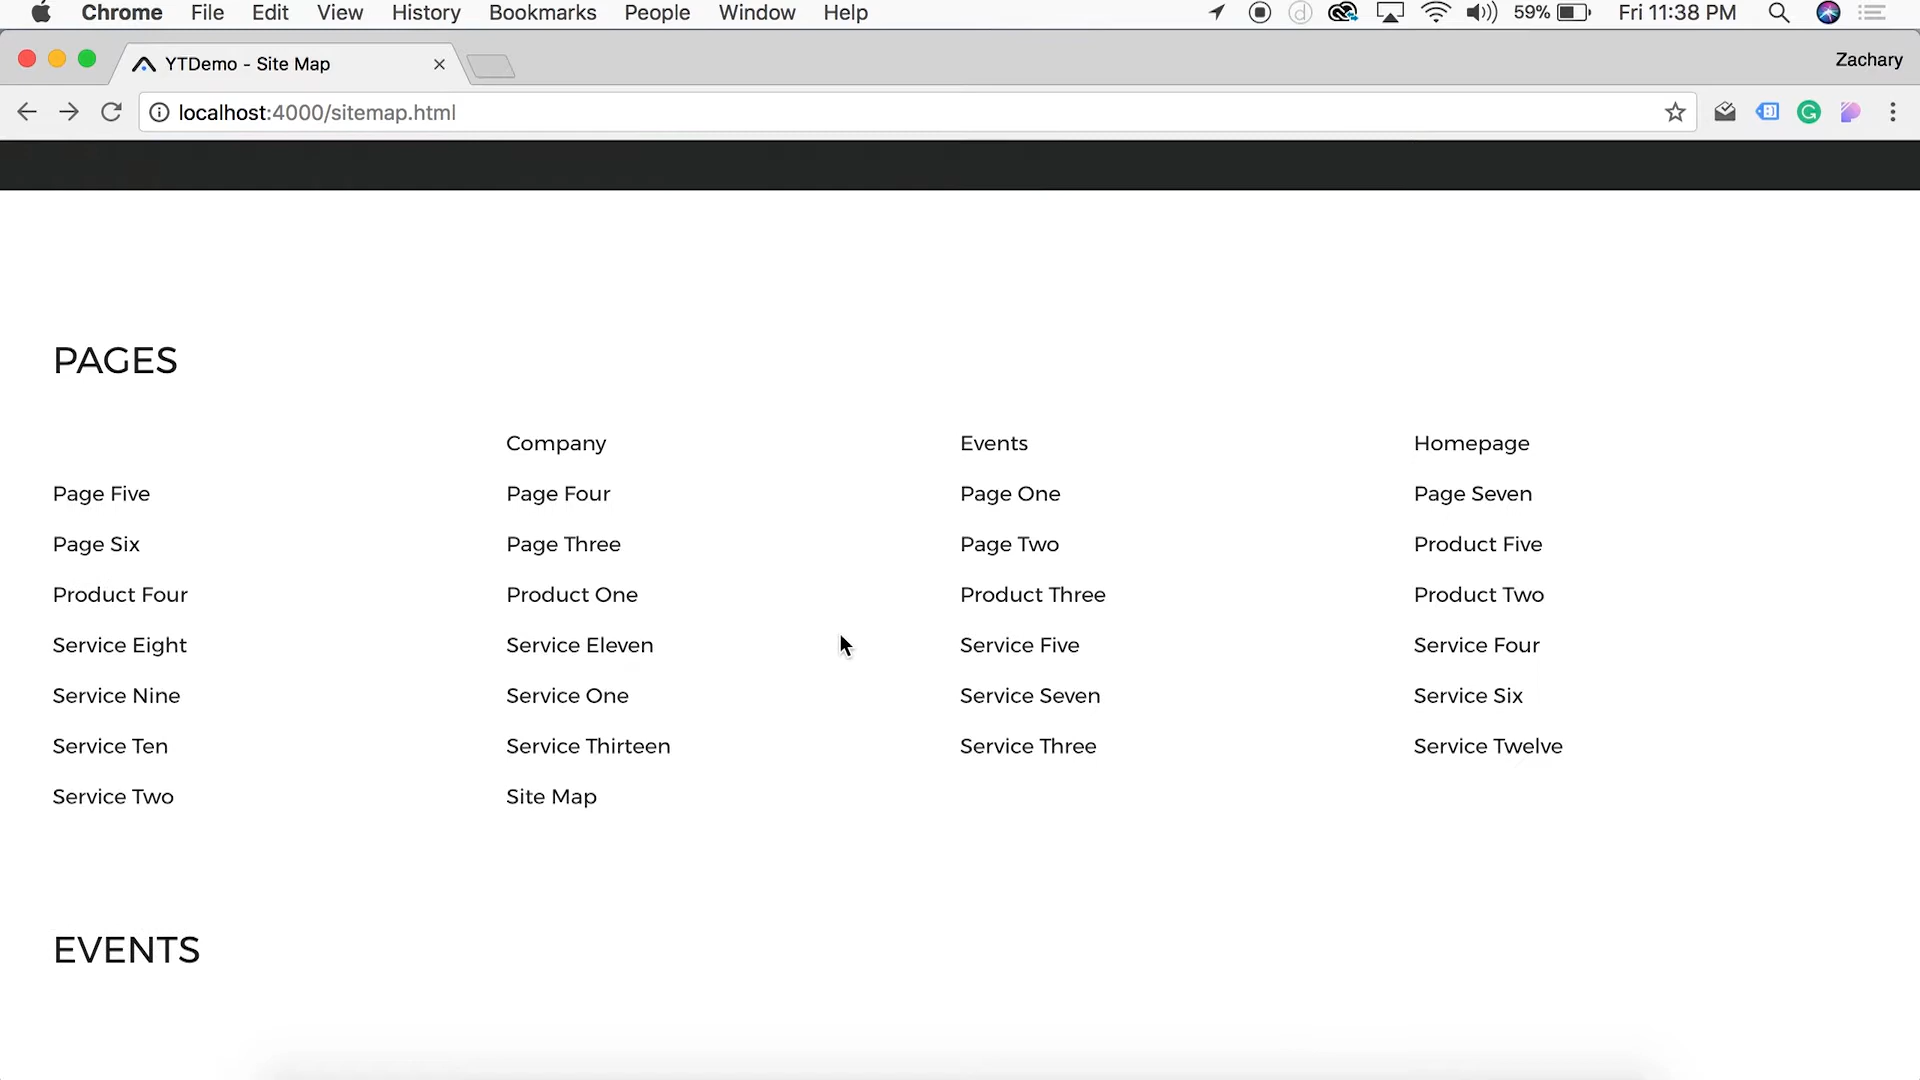 Chrome File Edit View History Bookmarks People Window Help 59% Fri 11:38 PM
YTDemo - Site Map Zachary
localhost:4000/sitemap.html
PAGES
Company Events Homepage
Page Five Page Four Page One Page Seven
Page Six Page Three Page Two Product Five
Product Four Product One Product Three Product Two
Service Eight Service Eleven Service Five Service Four
Service Nine Service One Service Seven Service Six
Service Ten Service Thirteen Service Three Service Twelve
Service Two Site Map
EVENTS